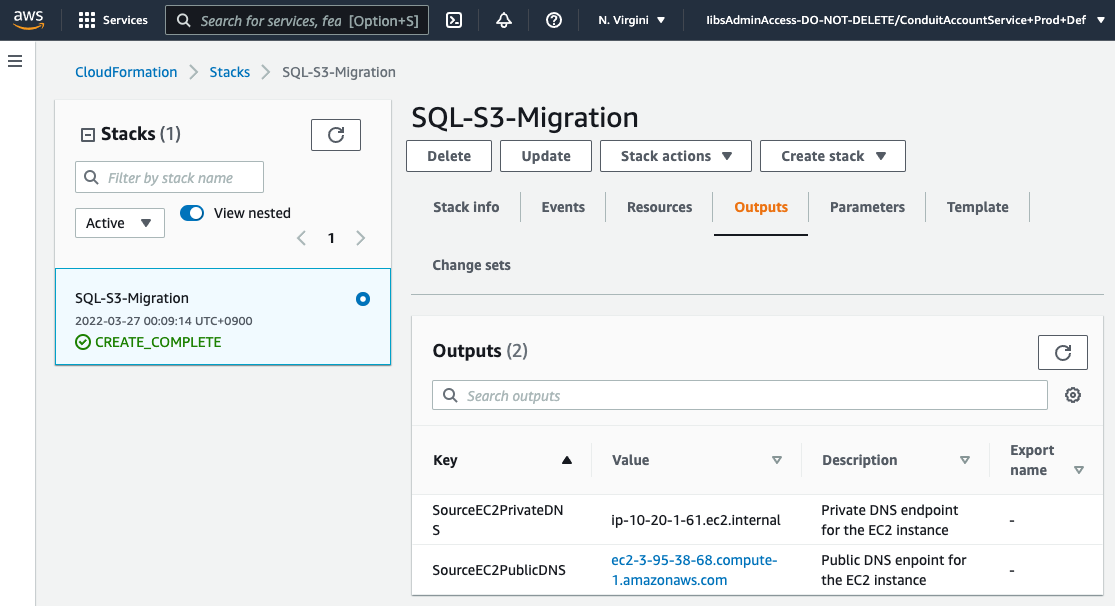 aws
Services
Search for services, fea [Option+S]
N. Virgini
IibsAdminAccess-DO-NOT-DELETE/ConduitAccountService+Prod+Def
CloudFormation
Stacks
SQL-S3-Migration
Stacks (1)
Filter by stack name
Active
View nested
1
SQL-S3-Migration
2022-03-27 00:09:14 UTC+0900
CREATE_COMPLETE
SQL-S3-Migration
Delete
Update
Stack actions
Create stack
Stack info
Events
Resources
Outputs
Parameters
Template
Change sets
Outputs (2)
Search outputs
Key
Value
Description
Export
name
SourceEC2PrivateDN
S
ip-10-20-1-61.ec2.internal
Private DNS endpoint
for the EC2 instance
-
SourceEC2PublicDNS
ec2-3-95-38-68.compute-
1.amazonaws.com
Public DNS enpoint for
the EC2 instance
-